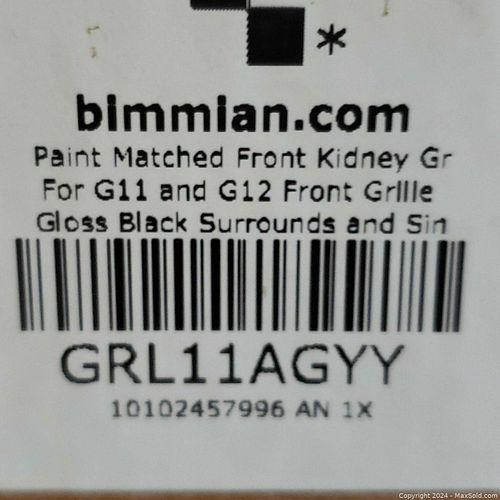 *
bimmian.com
Paint Matched Front Kidney Gr
For G11 and G12 Front Grille
Gloss Black Surrounds and Sin
GRL11AGYY
10102457996 AN 1X
Copyright 2024 - MaxSold.com